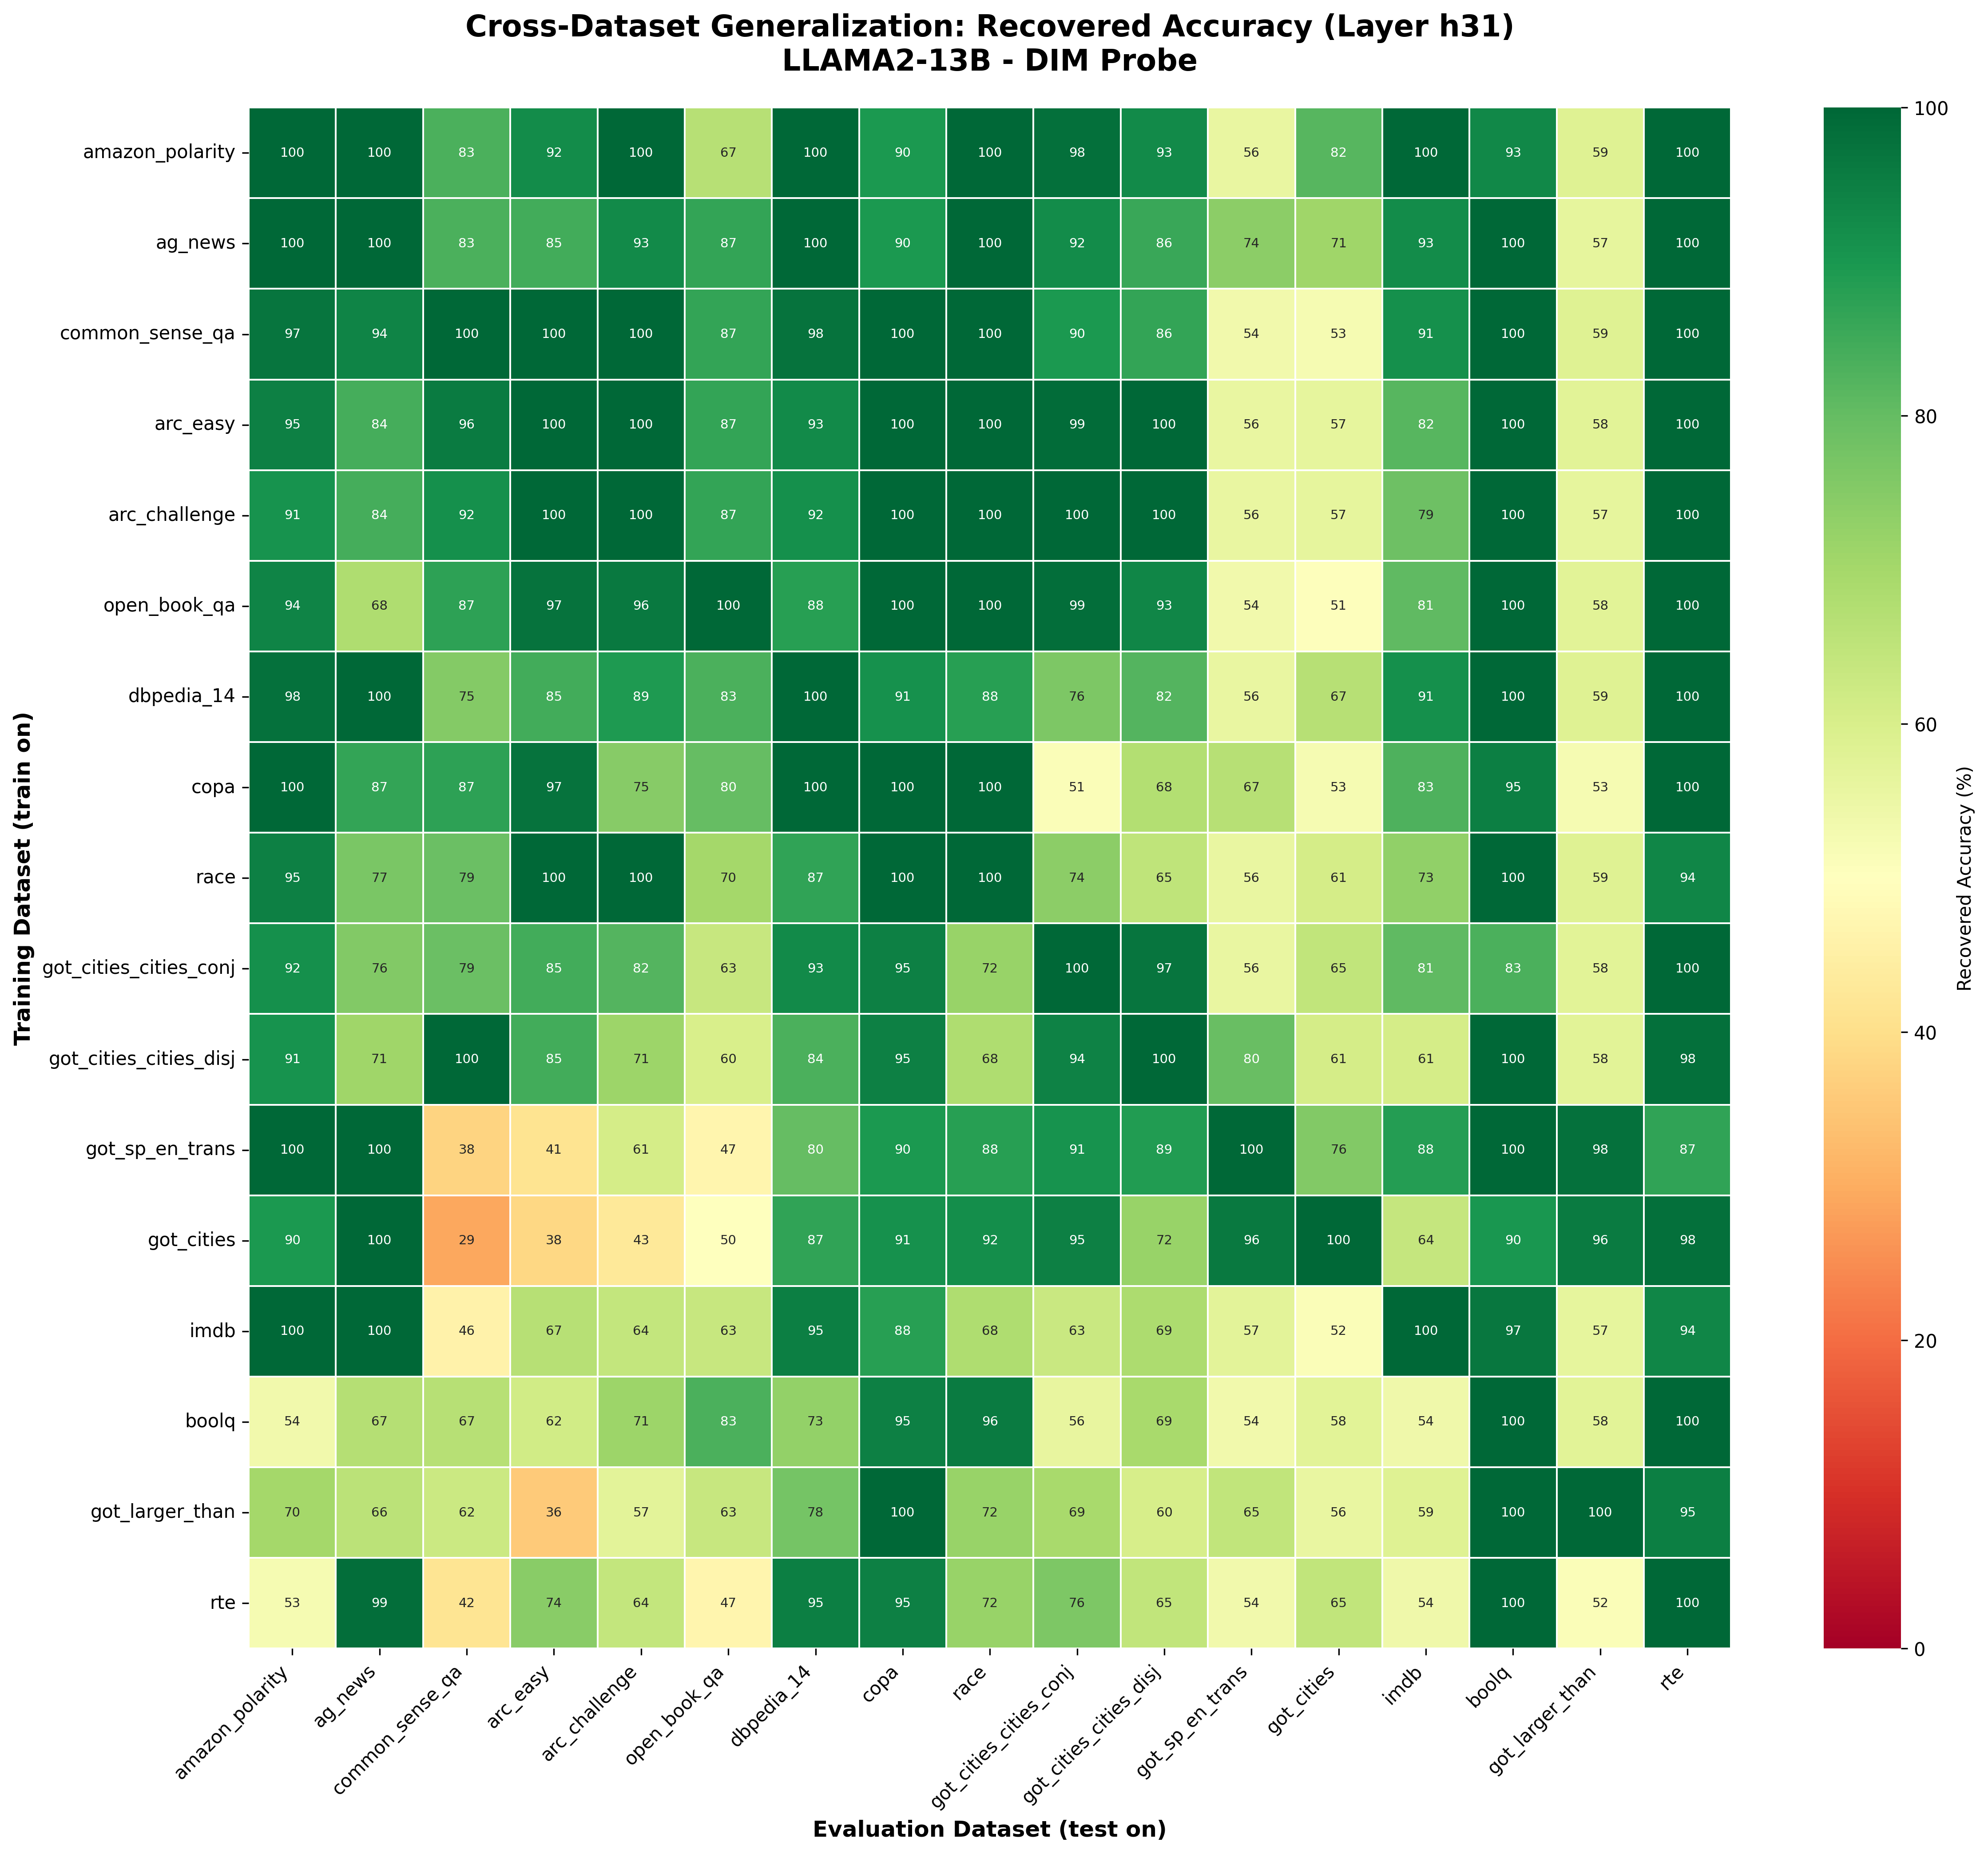 Cross-Dataset Generalization: Recovered Accuracy (Layer h31)
LLAMA2-13B - DIM Probe
Training Dataset (train on)
amazon_polarity 100 100 83 92 100 67 100 90 100 98 93 56 82 100 93 59 100
ag_news 100 100 83 85 93 87 100 90 100 92 86 74 71 93 100 57 100
common_sense_qa 97 94 100 100 100 87 98 100 100 90 86 54 53 91 100 59 100
arc_easy 95 84 96 100 100 87 93 100 100 99 100 56 57 82 100 58 100
arc_challenge 91 84 92 100 100 87 92 100 100 100 100 56 57 79 100 57 100
open_book_qa 94 68 87 97 96 100 88 100 100 99 93 54 51 81 100 58 100
dbpedia_14 98 100 75 85 89 83 100 91 88 76 82 56 67 91 100 59 100
copa 100 87 87 97 75 80 100 100 100 51 68 67 53 83 95 53 100
race 95 77 79 100 100 70 87 100 100 74 65 56 61 73 100 59 94
got_cities_cities_conj 92 76 79 85 82 63 93 95 72 100 97 56 65 81 83 58 100
got_cities_cities_disj 91 71 100 85 71 60 84 95 68 94 100 80 61 61 100 58 98
got_sp_en_trans 100 100 38 41 61 47 80 90 88 91 89 100 76 88 100 98 87
got_cities 90 100 29 38 43 50 87 91 92 95 72 96 100 64 90 96 98
imdb 100 100 46 67 64 63 95 88 68 63 69 57 52 100 97 57 94
boolq 54 67 67 62 71 83 73 95 96 56 69 54 58 54 100 58 100
got_larger_than 70 66 62 36 57 63 78 100 72 69 60 65 56 59 100 100 95
rte 53 99 42 74 64 47 95 95 72 76 65 54 65 54 100 52 100
amazon_polarity
ag_news
common_sense_qa
arc_easy
arc_challenge
open_book_qa
dbpedia_14
copa
race
got_cities_cities_conj
got_cities_cities_disj
got_sp_en_trans
got_cities
imdb
boolq
got_larger_than
rte
Evaluation Dataset (test on)
100
80
60
40
20
0
Recovered Accuracy (%)